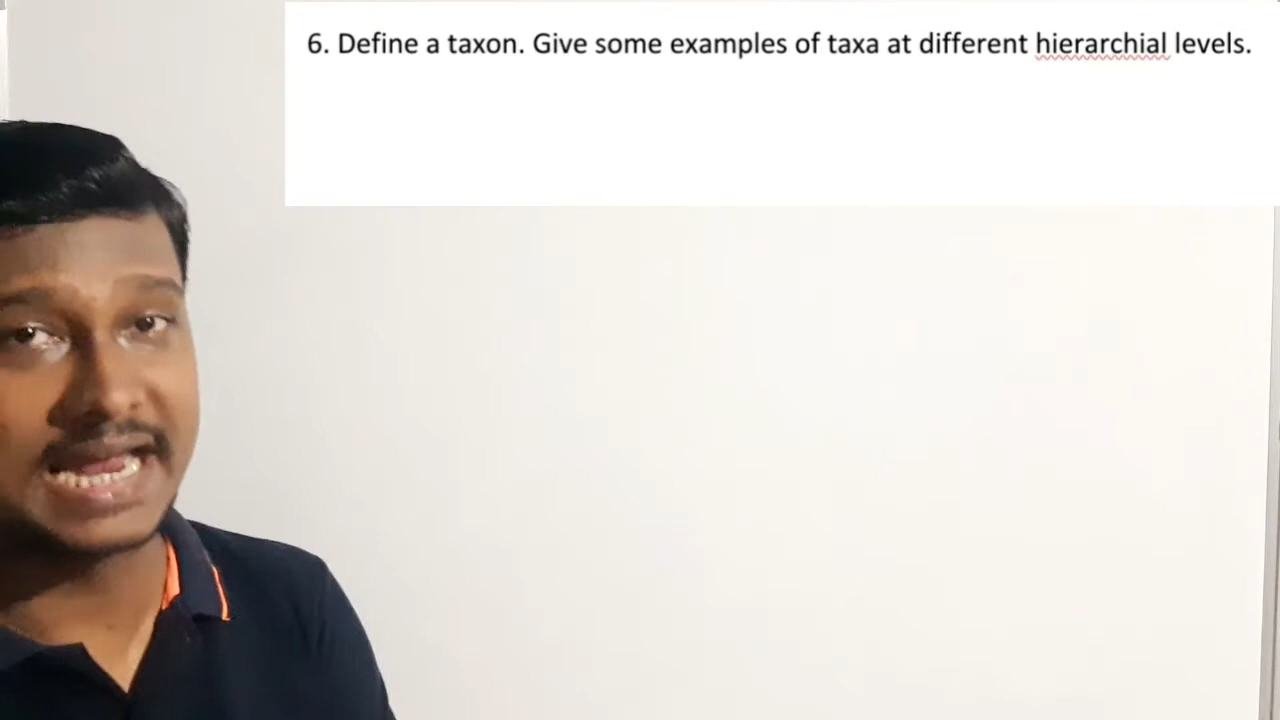 6. Define a taxon. Give some examples of taxa at different hierarchial levels.